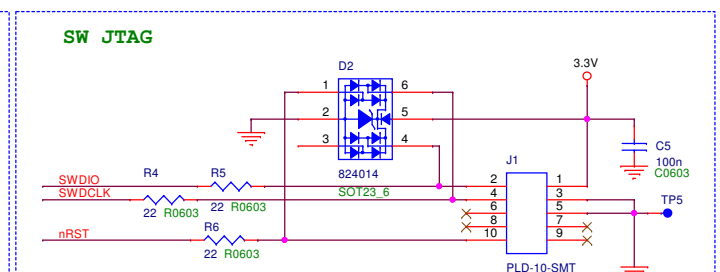 SW JTAG
D2
3.3V
1 6
2 5
3 4
824014
SOT23_6
C5
100n
C0603
J1
SWDIO
R4
R5
SWDCLK
22 R0603
22 R0603
nRST
R6
22 R0603
2 1
4 3
6 5
8 7
10 9
TP5
PLD-10-SMT